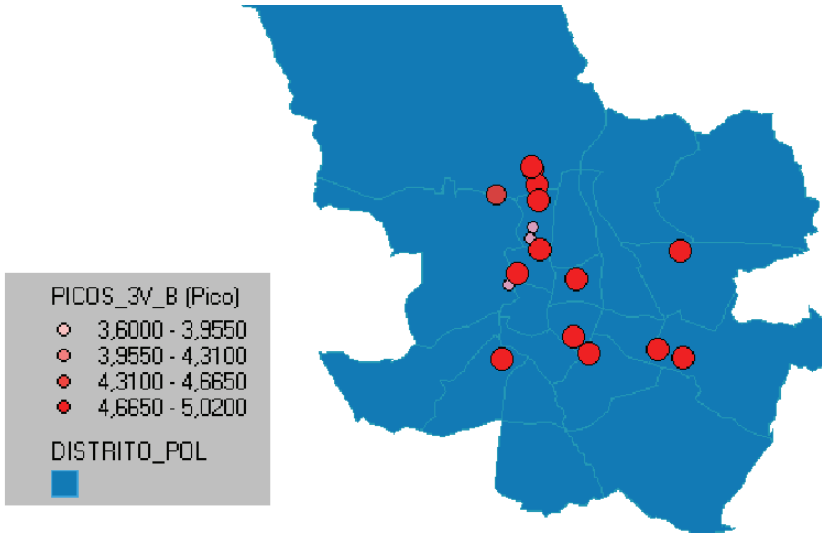 PICOS_3V_B (Pico)
3,6000 - 3,9550
3,9550 - 4,3100
4,3100 - 4,6650
4,6650 - 5,0200
DISTRITO_POL